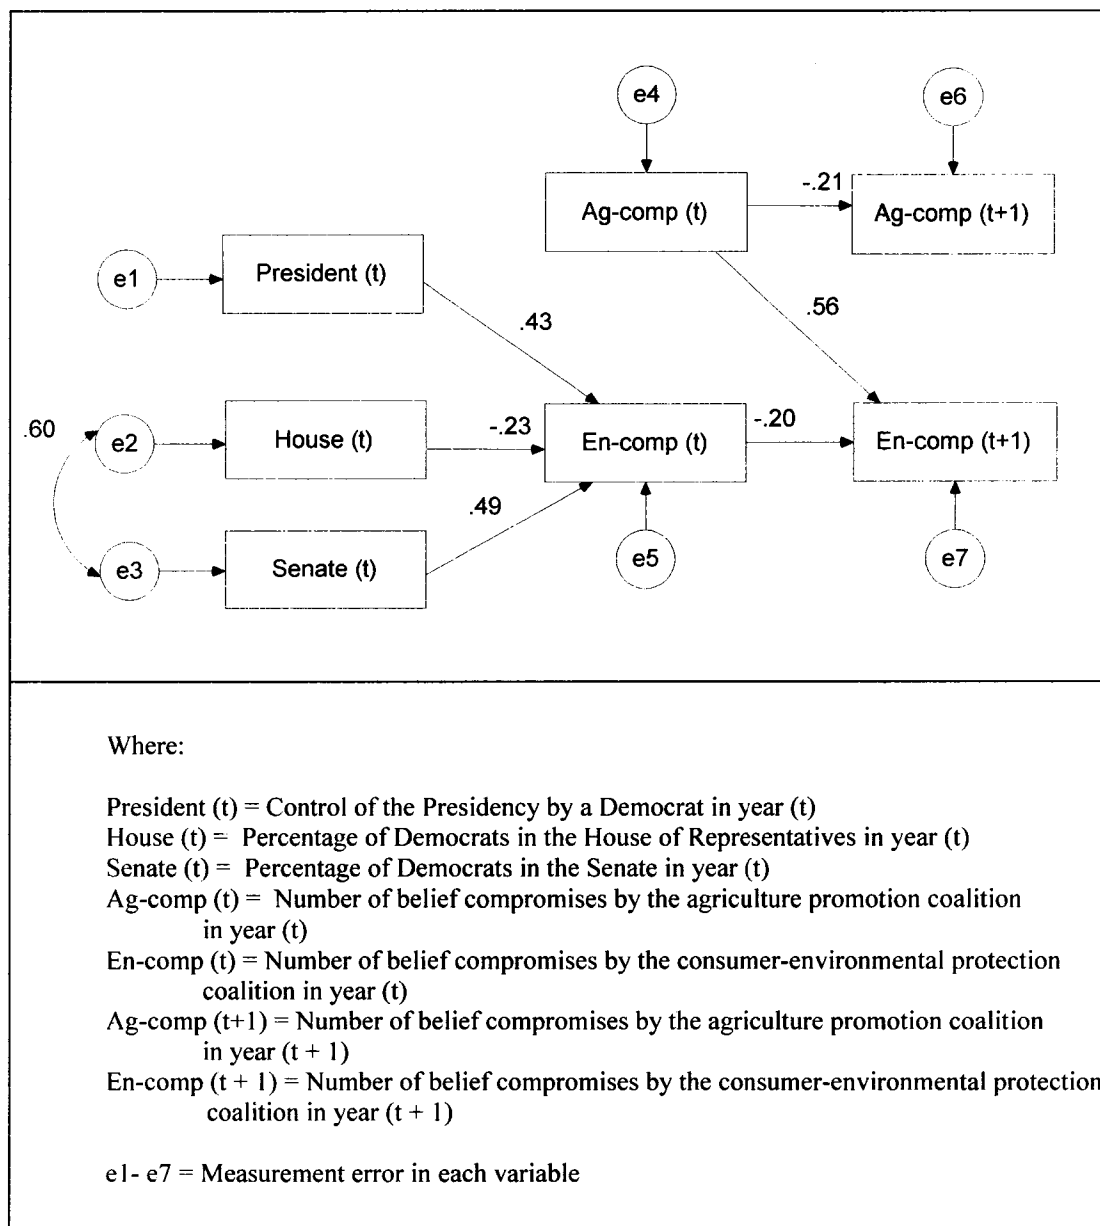 e4
e6
-.21
Ag-comp (t)
Ag-comp (t+1)
President (t)
e1
.43
.56
.60
e2
House (t)
-.23
En-comp (t)
-.20
En-comp (t+1)
.49
e3
Senate (t)
e5
e7
Where:
President (t) = Control of the Presidency by a Democrat in year (t)
House (t) = Percentage of Democrats in the House of Representatives in year (t)
Senate (t) = Percentage of Democrats in the Senate in year (t)
Ag-comp (t) = Number of belief compromises by the agriculture promotion coalition
in year (t)
En-comp (t) = Number of belief compromises by the consumer-environmental protection
coalition in year (t)
Ag-comp (t+1) = Number of belief compromises by the agriculture promotion coalition
in year (t + 1)
En-comp (t + 1) = Number of belief compromises by the consumer-environmental protection
coalition in year (t + 1)
e1- e7 = Measurement error in each variable